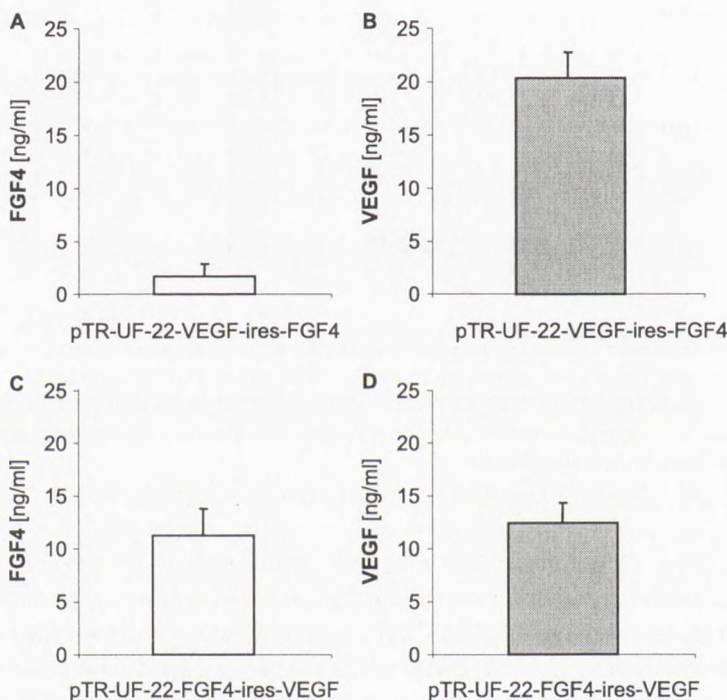 A
FGF4 [ng/ml]
25
20
15
10
5
0
pTR-UF-22-VEGF-ires-FGF4
B
VEGF [ng/ml]
25
20
15
10
5
0
pTR-UF-22-VEGF-ires-FGF4
C
FGF4 [ng/ml]
25
20
15
10
5
0
pTR-UF-22-FGF4-ires-VEGF
D
VEGF [ng/ml]
25
20
15
10
5
0
pTR-UF-22-FGF4-ires-VEGF